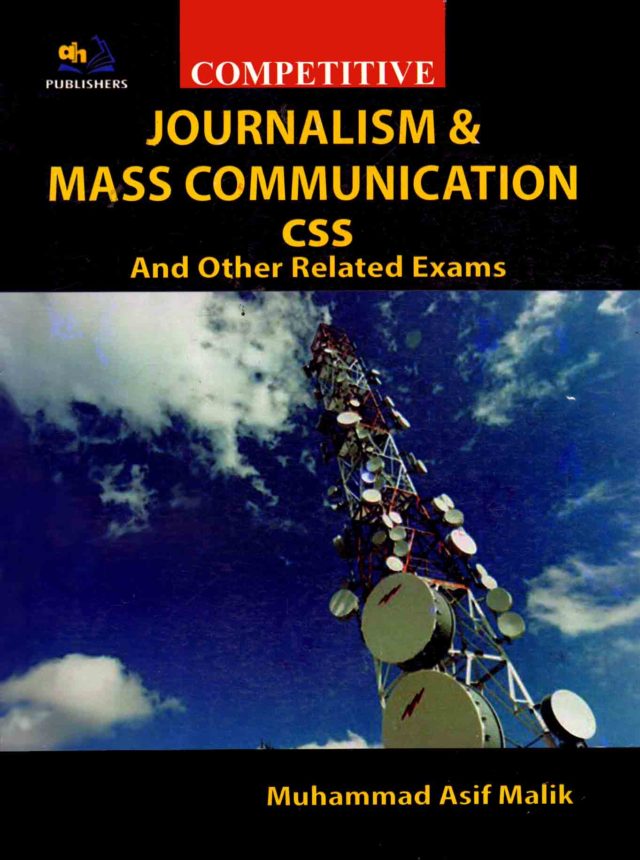 ah
PUBLISHERS
COMPETITIVE
JOURNALISM &
MASS COMMUNICATION
CSS
And Other Related Exams
Muhammad Asif Malik